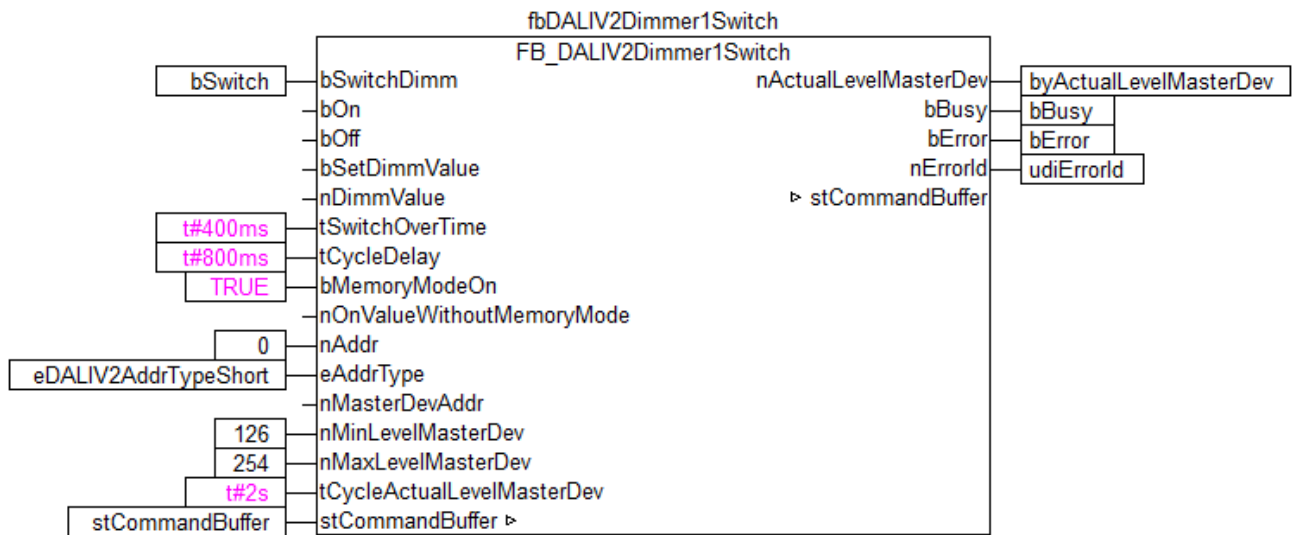 fbDALIV2Dimmer1Switch
FB_DALIV2Dimmer1Switch
bSwitch bSwitchDimm nActualLevelMasterDev byActualLevelMasterDev
bOn bBusy bBusy
bOff bError bError
bSetDimmValue nErrorId udiErrorId
nDimmValue ▹ stCommandBuffer
t#400ms tSwitchOverTime
t#800ms tCycleDelay
TRUE bMemoryModeOn
nOnValueWithoutMemoryMode
0 nAddr
eDALIV2AddrTypeShort eAddrType
nMasterDevAddr
126 nMinLevelMasterDev
254 nMaxLevelMasterDev
t#2s tCycleActualLevelMasterDev
stCommandBuffer stCommandBuffer ▹